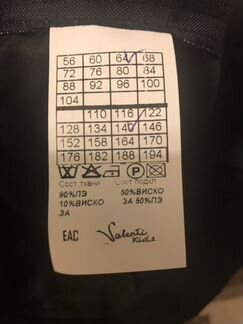 56 60 64 68
72 76 80 84
88 92 96 100
104
110 116 122
128 134 140 146
152 158 164 170
176 182 188 194
Сост ткани Сост подкл
90%ПЭ 50%ВИСКО
10%ВИСКО ЗА 50%ПЭ
ЗА
EAC Valenti kids